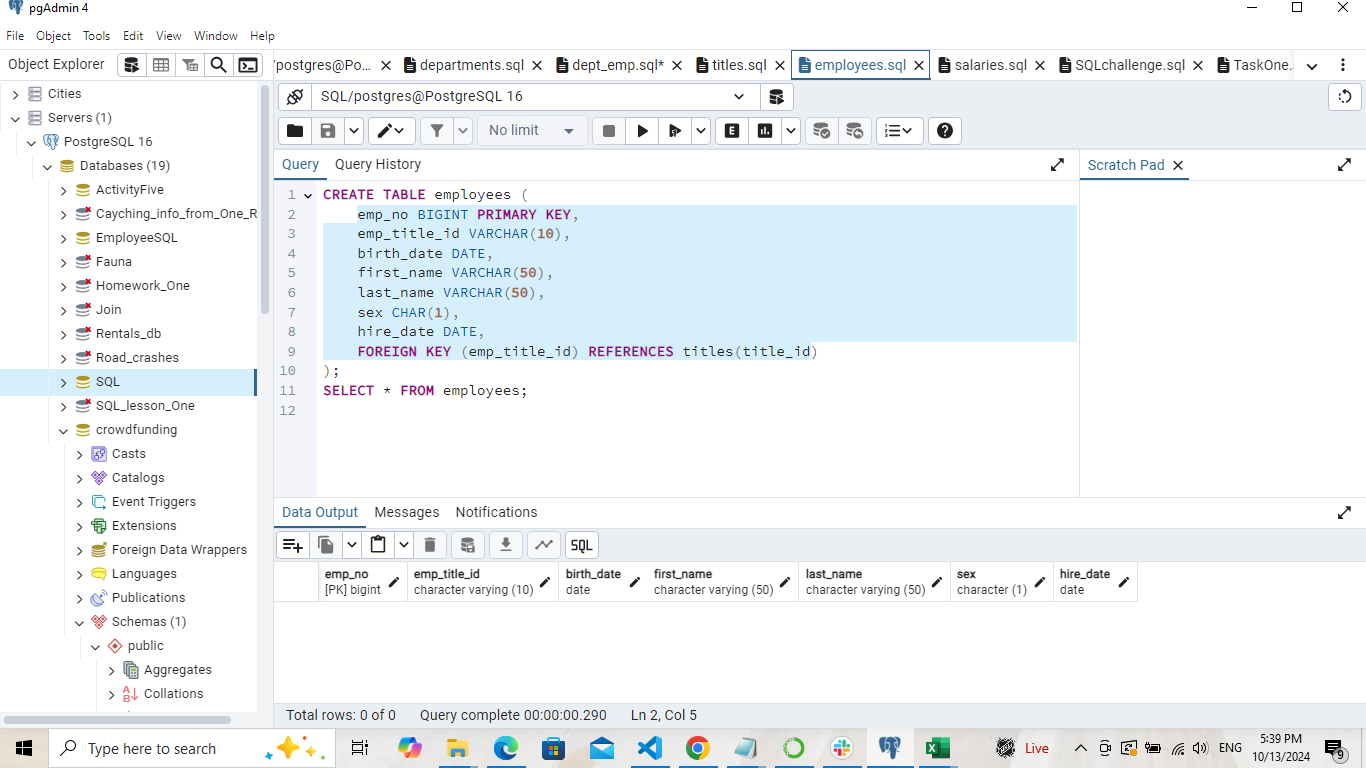 pgAdmin 4
File Object Tools Edit View Window Help
Object Explorer
/postgres@Po... departments.sql dept_emp.sql* titles.sql employees.sql salaries.sql SQLchallenge.sql TaskOne.
Cities
Servers (1)
PostgreSQL 16
Databases (19)
ActivityFive
Cayching_info_from_One_R
EmployeeSQL
Fauna
Homework_One
Join
Rentals_db
Road_crashes
SQL
SQL_lesson_One
crowdfunding
Casts
Catalogs
Event Triggers
Extensions
Foreign Data Wrappers
Languages
Publications
Schemas (1)
public
Aggregates
Collations
SQL/postgres@PostgreSQL 16
No limit
E
Query Query History
Scratch Pad
1 CREATE TABLE employees (
2 emp_no BIGINT PRIMARY KEY,
3 emp_title_id VARCHAR(10),
4 birth_date DATE,
5 first_name VARCHAR(50),
6 last_name VARCHAR(50),
7 sex CHAR(1),
8 hire_date DATE,
9 FOREIGN KEY (emp_title_id) REFERENCES titles(title_id)
10 );
11 SELECT * FROM employees;
12
Data Output Messages Notifications
SQL
emp_no emp_title_id birth_date first_name last_name sex hire_date
[PK] bigint character varying (10) date character varying (50) character varying (50) character (1) date
Total rows: 0 of 0 Query complete 00:00:00.290 Ln 2, Col 5
Type here to search
Live
ENG
5:39 PM
10/13/2024
9